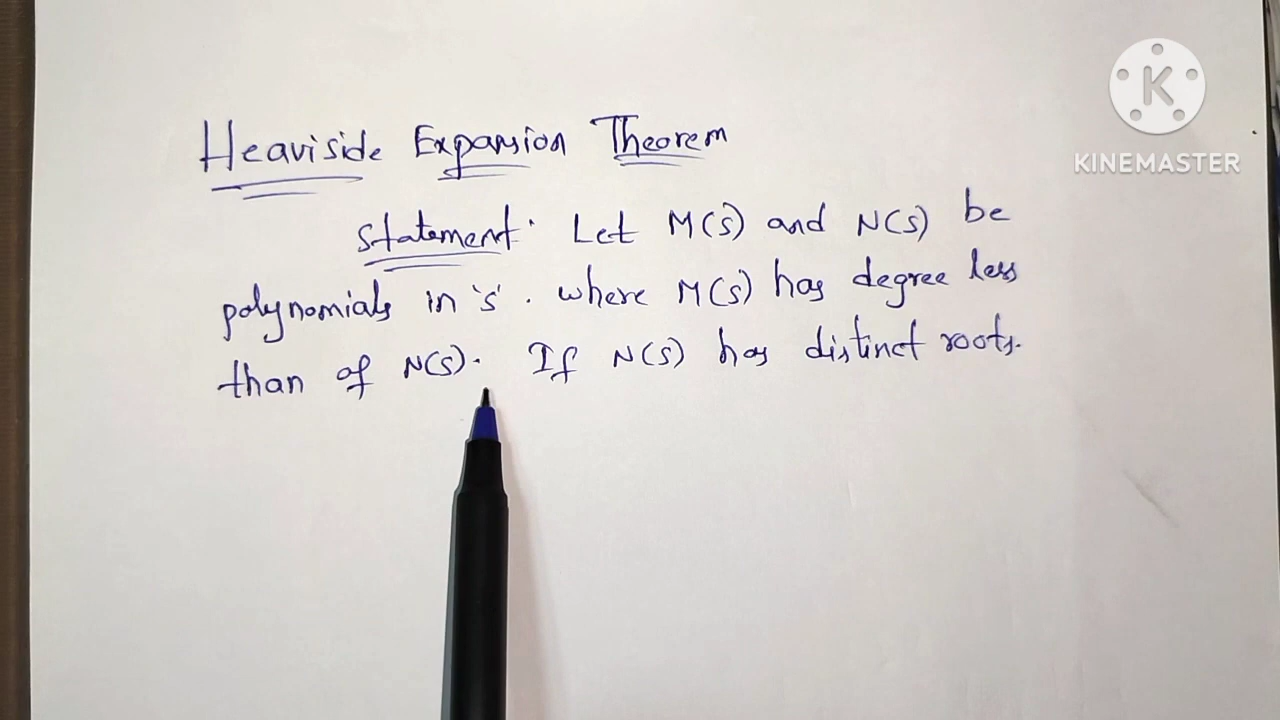 Heaviside Expansion Theorem
Statement: Let M(s) and N(s) be
polynomials in 's'. where M(s) has degree less
than of N(s). If N(s) has distinct roots.
K
KINEMASTER